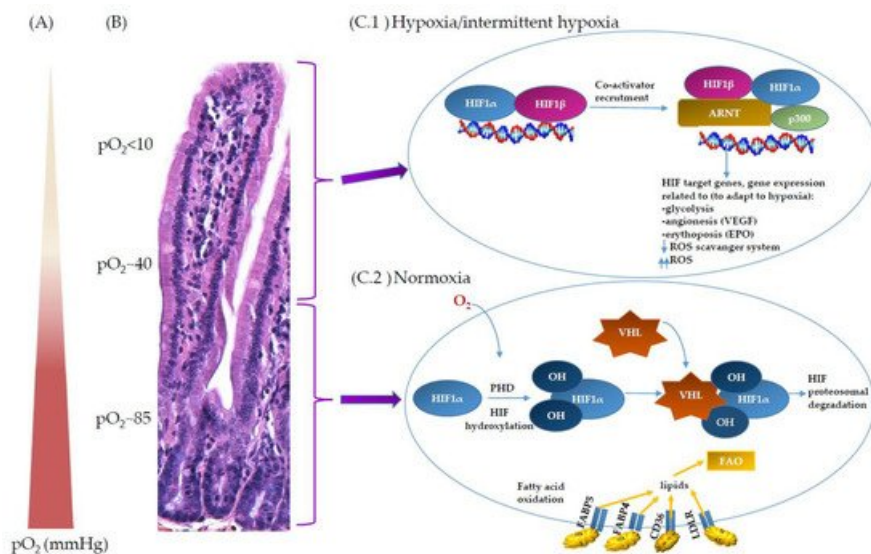 (A)
(B)
pO₂<10
pO₂~40
pO₂~85
pO₂ (mmHg)
(C.1 ) Hypoxia/intermittent hypoxia
HIF1α
HIF1β
Co-activator
recrutment
HIF1β
HIF1α
ARNT
p300
HIF target genes, gene expression
related to (to adapt to hypoxia):
-glycolysis
-angionesis (VEGF)
-erythoposis (EPO)
↓ ROS scavanger system
↑↑ ROS
(C.2 ) Normoxia
O₂
VHL
HIF1α
PHD
HIF
hydroxylation
OH
HIF1α
OH
VHL
OH
HIF1α
OH
HIF
proteosomal
degradation
FAO
Fatty acid
oxidation
lipids
FABP5
FABP4
CD36
LDLR